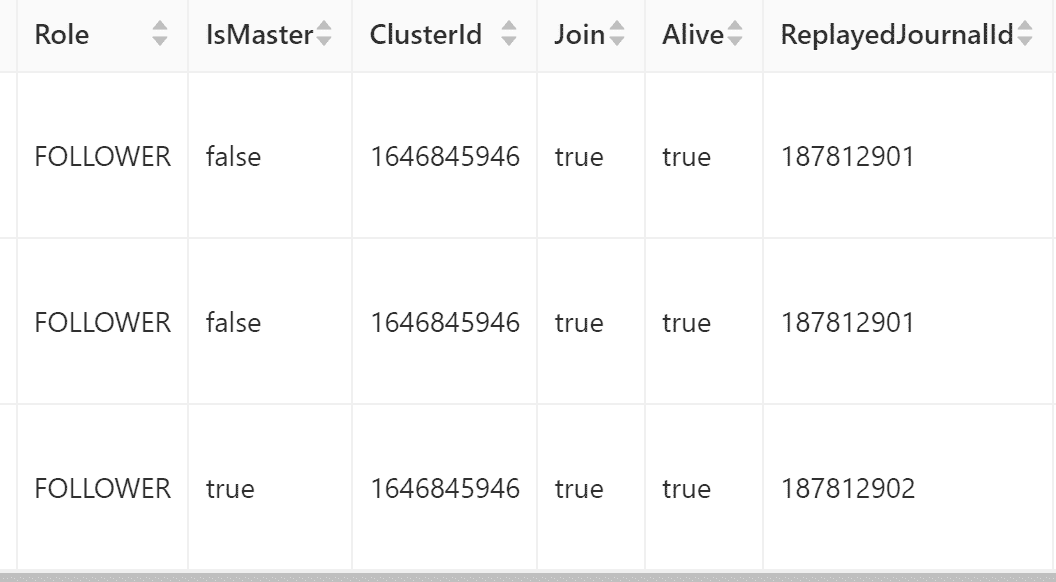 Role IsMaster ClusterId Join Alive ReplayedJournalId
FOLLOWER false 1646845946 true true 187812901
FOLLOWER false 1646845946 true true 187812901
FOLLOWER true 1646845946 true true 187812902